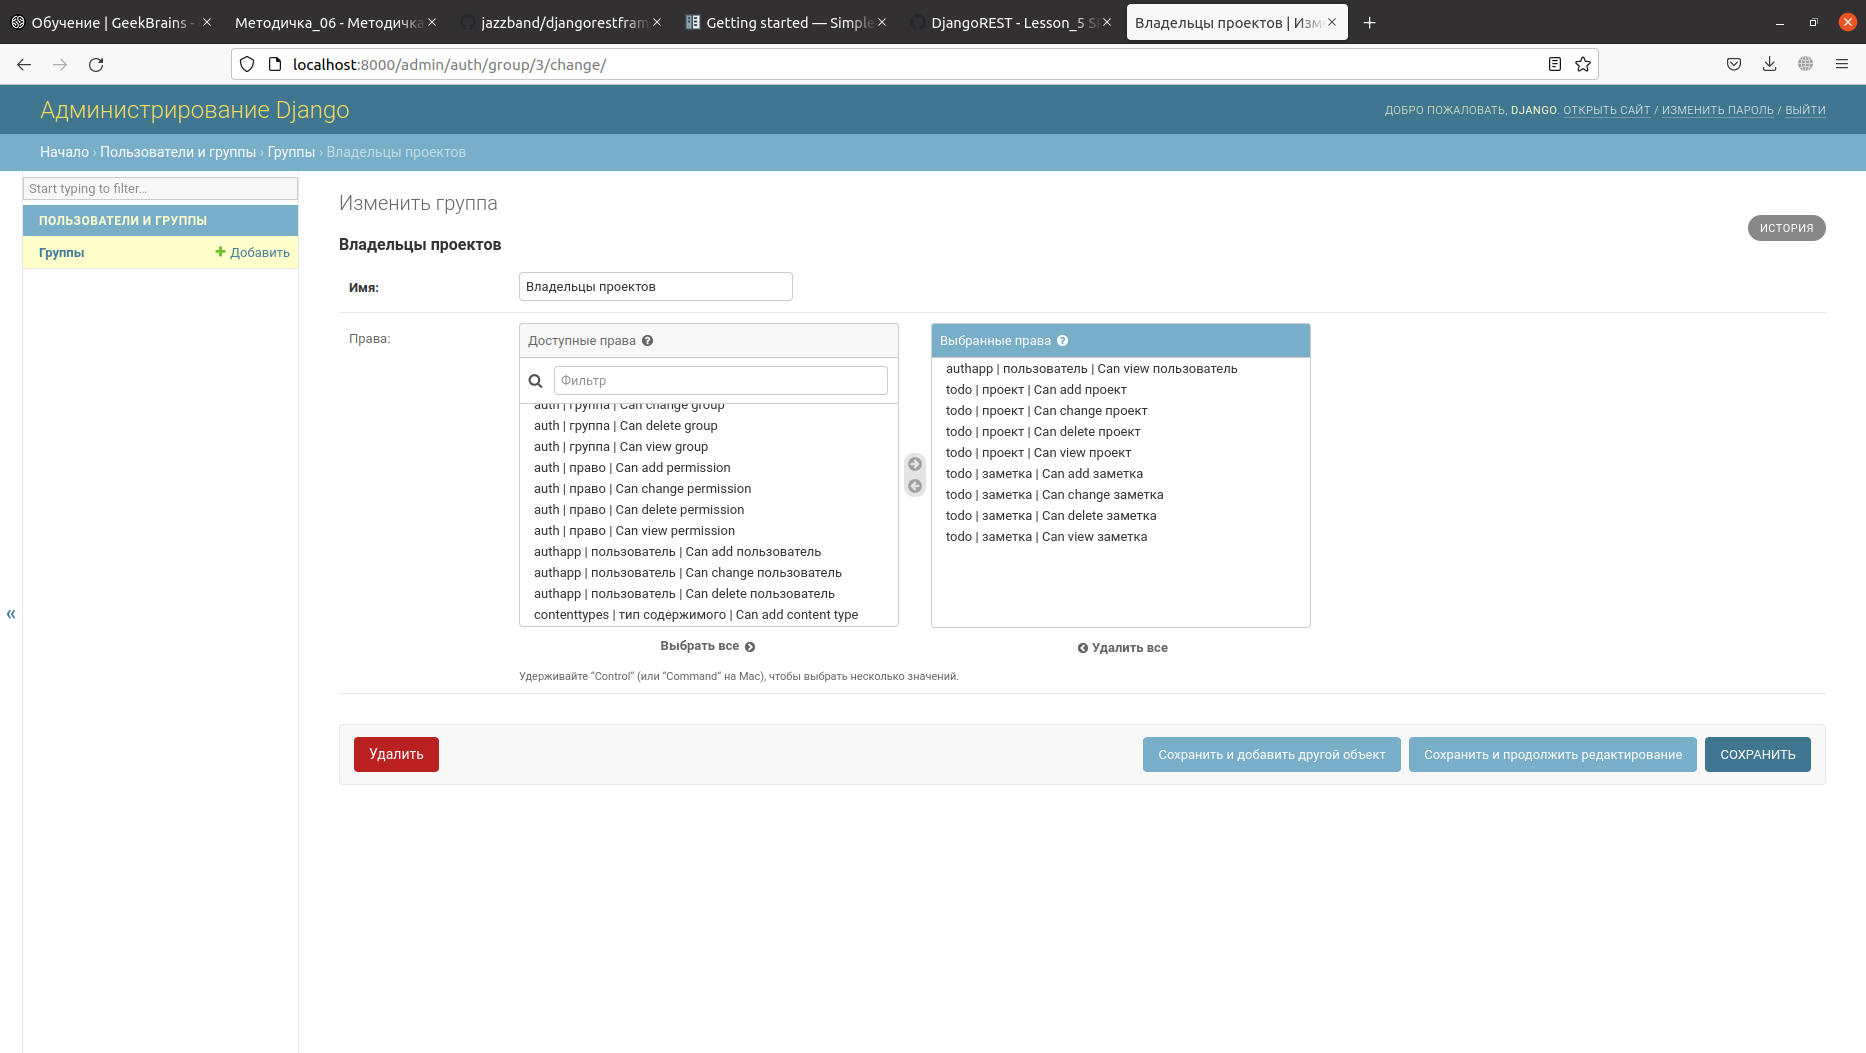 Обучение | GeekBrains -
Методичка_06 - Методичка
jazzband/djangorestfram
Getting started — Simple
DjangoREST - Lesson_5 S
Владельцы проектов | Изм
localhost:8000/admin/auth/group/3/change/
Администрирование Django
ДОБРО ПОЖАЛОВАТЬ, DJANGO. ОТКРЫТЬ САЙТ / ИЗМЕНИТЬ ПАРОЛЬ / ВЫЙТИ
Начало › Пользователи и группы › Группы › Владельцы проектов
Start typing to filter...
ПОЛЬЗОВАТЕЛИ И ГРУППЫ
Группы
Добавить
«
Изменить группа
ИСТОРИЯ
Владельцы проектов
Имя:
Владельцы проектов
Права:
Доступные права
Фильтр
auth | группа | Can change group
auth | группа | Can delete group
auth | группа | Can view group
auth | право | Can add permission
auth | право | Can change permission
auth | право | Can delete permission
auth | право | Can view permission
authapp | пользователь | Can add пользователь
authapp | пользователь | Can change пользователь
authapp | пользователь | Can delete пользователь
contenttypes | тип содержимого | Can add content type
Выбрать все
Выбранные права
authapp | пользователь | Can view пользователь
todo | проект | Can add проект
todo | проект | Can change проект
todo | проект | Can delete проект
todo | проект | Can view проект
todo | заметка | Can add заметка
todo | заметка | Can change заметка
todo | заметка | Can delete заметка
todo | заметка | Can view заметка
Удалить все
Удерживайте “Control“ (или “Command“ на Mac), чтобы выбрать несколько значений.
Удалить
Сохранить и добавить другой объект
Сохранить и продолжить редактирование
СОХРАНИТЬ